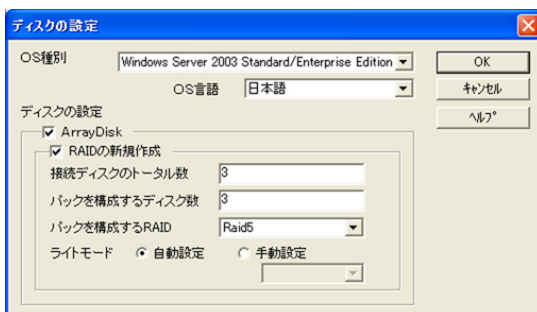 ディスクの設定
OS種別 Windows Server 2003 Standard/Enterprise Edition OK
OS言語 日本語 キャンセル
ディスクの設定 ヘルプ
ArrayDisk
RAIDの新規作成
接続ディスクのトータル数 3
パックを構成するディスク数 3
パックを構成するRAID Raid5
ライトモード 自動設定 手動設定